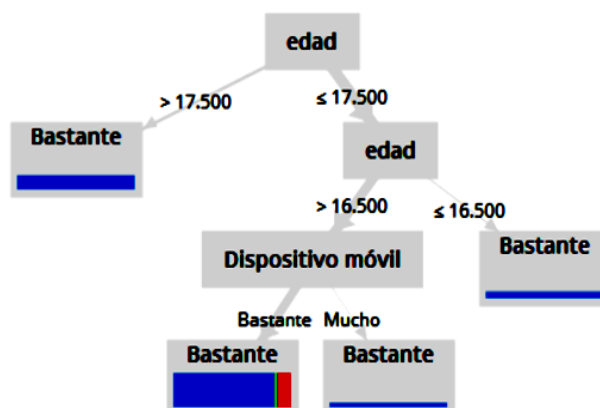 edad
> 17.500
≤ 17.500
Bastante
edad
> 16.500
≤ 16.500
Dispositivo móvil
Bastante
Bastante
Mucho
Bastante
Bastante